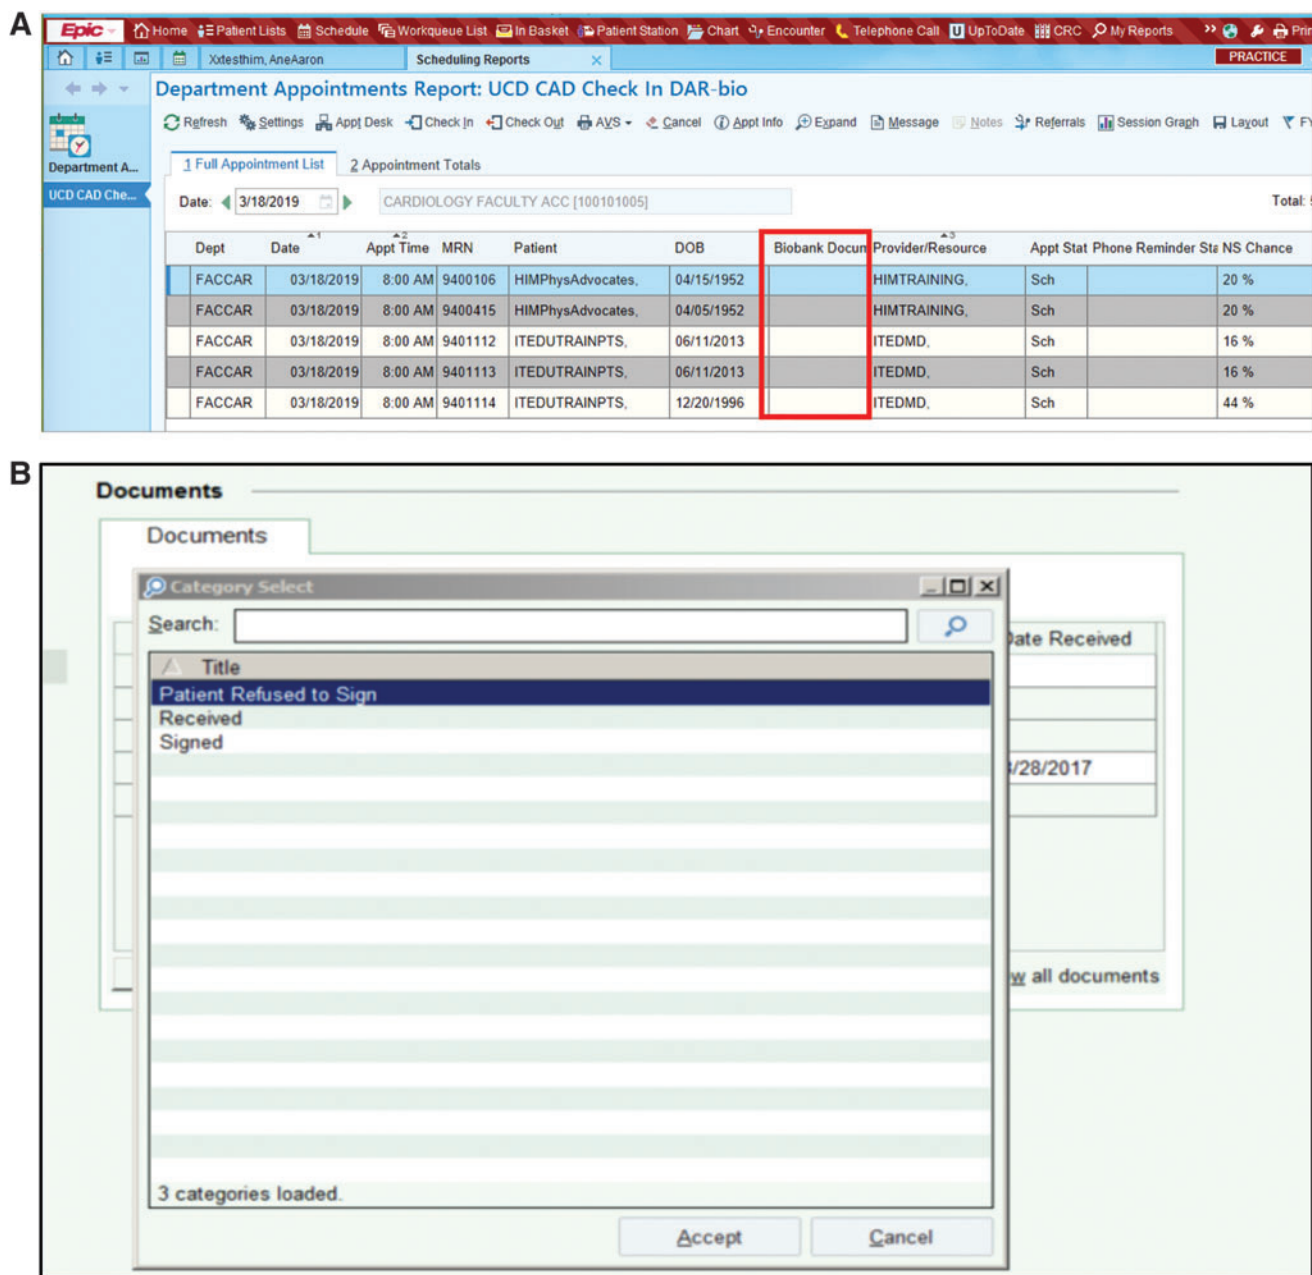 A
Epic Home Patient Lists Schedule Workqueue List In Basket Patient Station Chart Encounter Telephone Call UpToDate CRC My Reports » Prin
Xxtesthim, AneAaron Scheduling Reports × PRACTICE
Department Appointments Report: UCD CAD Check In DAR-bio
Refresh Settings Appt Desk Check In Check Out AVS Cancel Appt Info Expand Message Notes Referrals Session Graph Layout FY
Department A...
1 Full Appointment List 2 Appointment Totals
UCD CAD Che...
Date: 3/18/2019 CARDIOLOGY FACULTY ACC [100101005] Total: 5
1 2 3
Dept Date Appt Time MRN Patient DOB Biobank Docum Provider/Resource Appt Stat Phone Reminder Sta NS Chance
FACCAR 03/18/2019 8:00 AM 9400106 HIMPhysAdvocates, 04/15/1952 HIMTRAINING, Sch 20 %
FACCAR 03/18/2019 8:00 AM 9400415 HIMPhysAdvocates, 04/05/1952 HIMTRAINING, Sch 20 %
FACCAR 03/18/2019 8:00 AM 9401112 ITEDUTRAINPTS, 06/11/2013 ITEDMD, Sch 16 %
FACCAR 03/18/2019 8:00 AM 9401113 ITEDUTRAINPTS, 06/11/2013 ITEDMD, Sch 16 %
FACCAR 03/18/2019 8:00 AM 9401114 ITEDUTRAINPTS, 12/20/1996 ITEDMD, Sch 44 %
B
Documents
Documents
Category Select
Search:
Date Received
Title
Patient Refused to Sign
Received
Signed
/28/2017
w all documents
3 categories loaded.
Accept Cancel